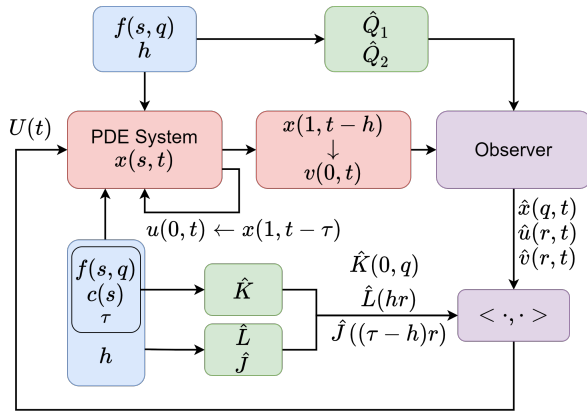 f(s, q)
h
Q̂₁
Q̂₂
U(t)
PDE System
x(s, t)
x(1, t − h)
↓
v(0, t)
Observer
u(0, t) ← x(1, t − τ)
x̂(q, t)
û(r, t)
v̂(r, t)
f(s, q)
c(s)
τ
h
K̂
L̂
Ĵ
K̂(0, q)
L̂(hr)
Ĵ((τ − h)r)
< ·, · >